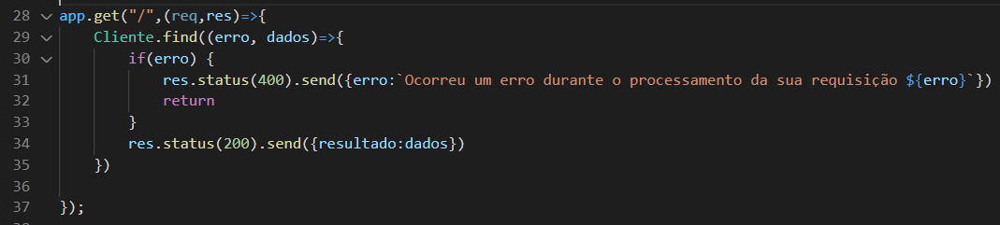 28 app.get("/",(req,res)=>{
29 Cliente.find((erro, dados)=>{
30 if(erro) {
31 res.status(400).send({erro:`Ocorreu um erro durante o processamento da sua requisição ${erro}`})
32 return
33 }
34 res.status(200).send({resultado:dados})
35 })
36
37 });